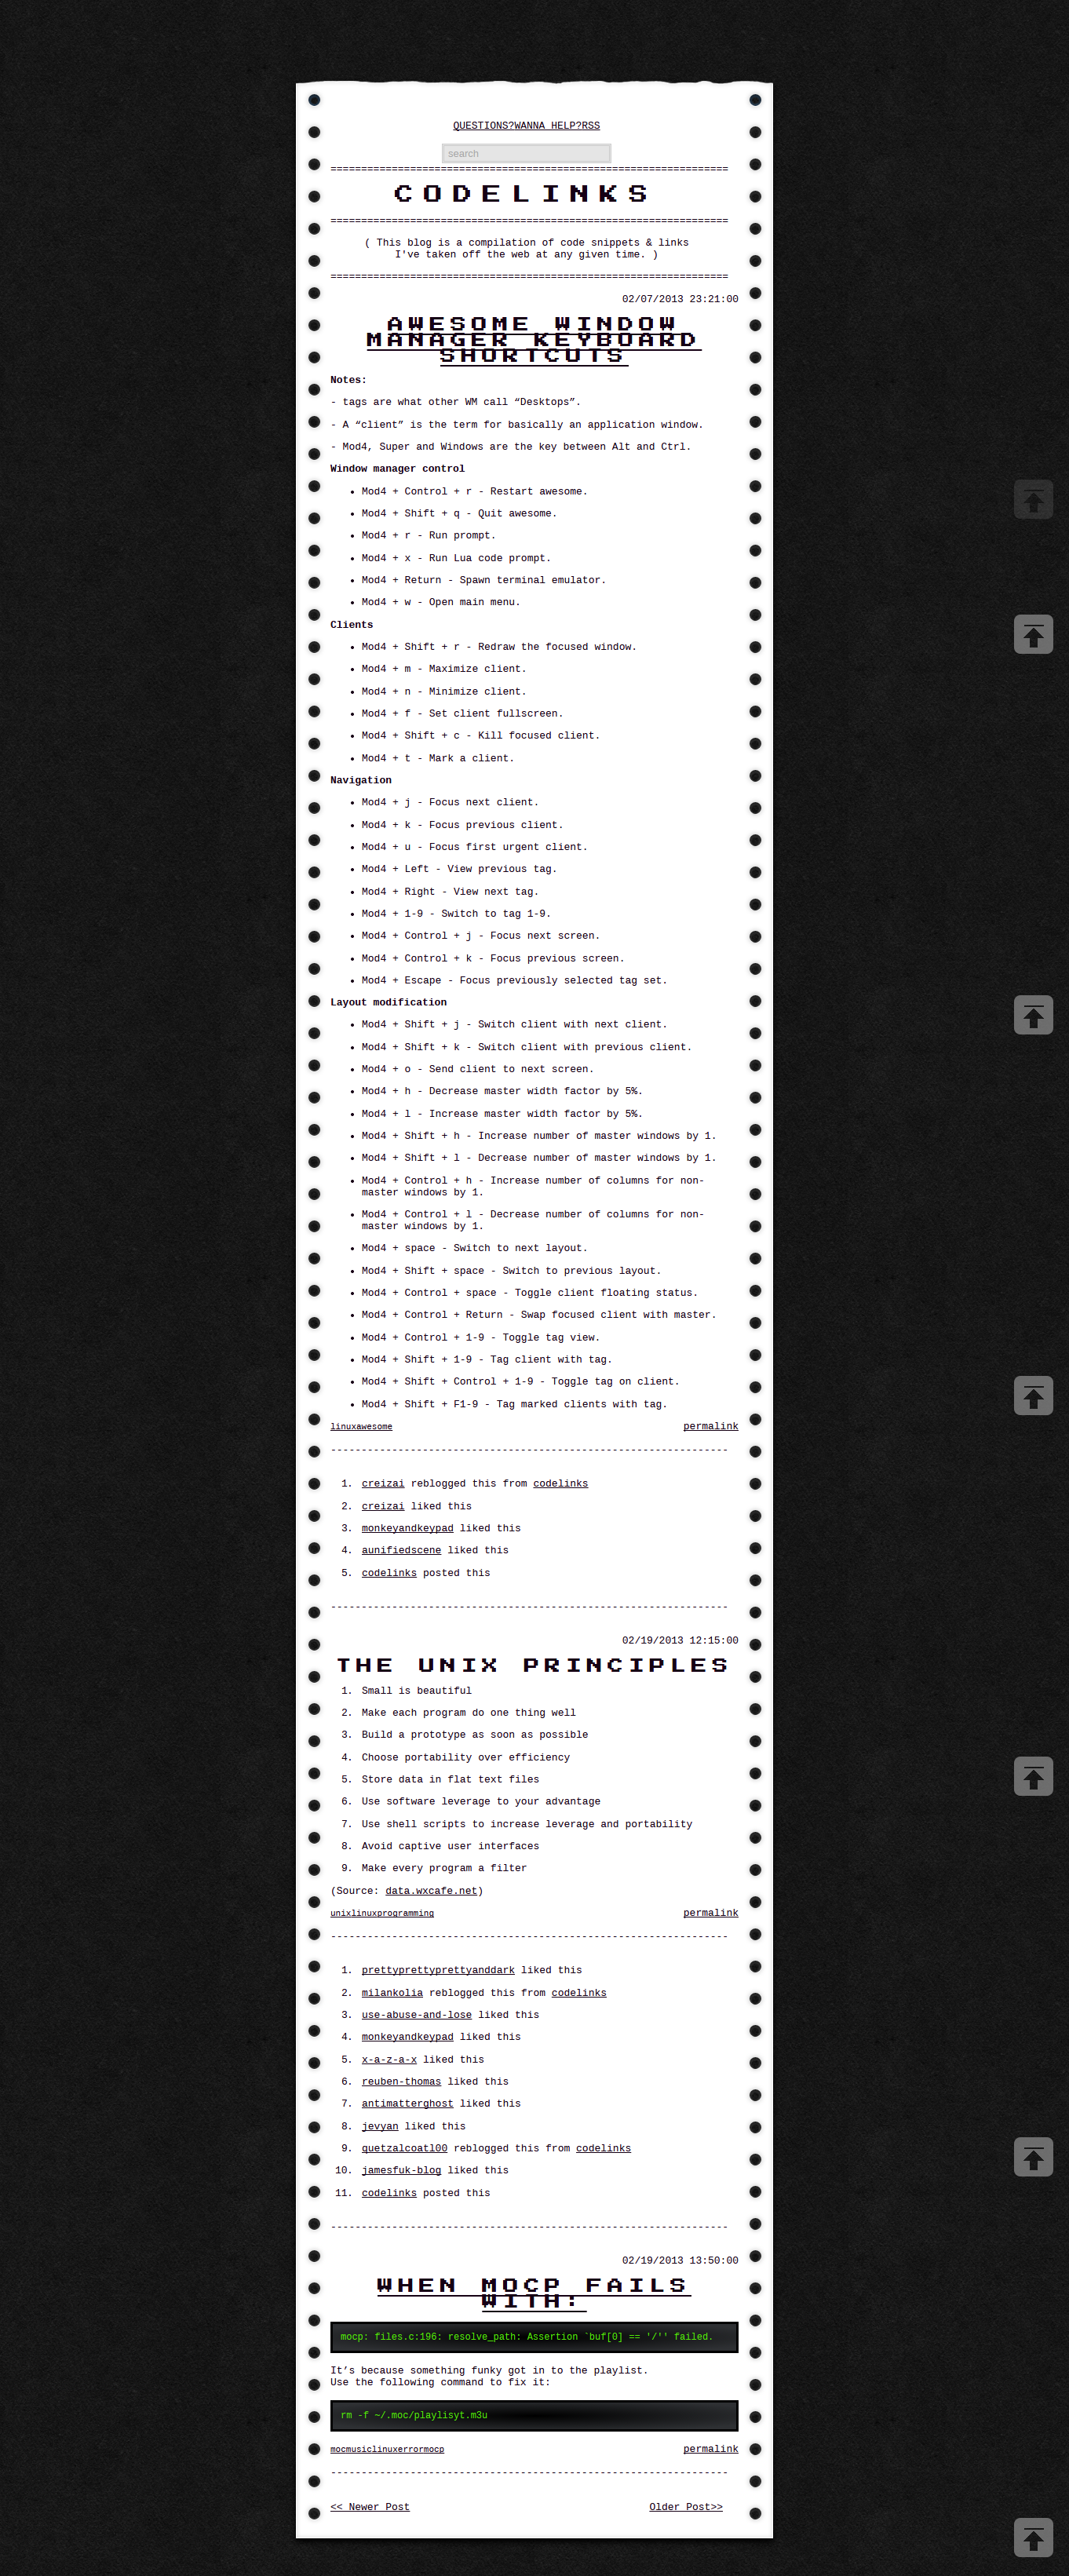 QUESTIONS?WANNA HELP?RSS
search
=================================================================
CODELINKS
=================================================================
( This blog is a compilation of code snippets & links
I've taken off the web at any given time. )
=================================================================
02/07/2013 23:21:00
AWESOME WINDOW
MANAGER KEYBOARD
SHORTCUTS
Notes:
- tags are what other WM call “Desktops”.
- A “client” is the term for basically an application window.
- Mod4, Super and Windows are the key between Alt and Ctrl.
Window manager control
• Mod4 + Control + r - Restart awesome.
• Mod4 + Shift + q - Quit awesome.
• Mod4 + r - Run prompt.
• Mod4 + x - Run Lua code prompt.
• Mod4 + Return - Spawn terminal emulator.
• Mod4 + w - Open main menu.
Clients
• Mod4 + Shift + r - Redraw the focused window.
• Mod4 + m - Maximize client.
• Mod4 + n - Minimize client.
• Mod4 + f - Set client fullscreen.
• Mod4 + Shift + c - Kill focused client.
• Mod4 + t - Mark a client.
Navigation
• Mod4 + j - Focus next client.
• Mod4 + k - Focus previous client.
• Mod4 + u - Focus first urgent client.
• Mod4 + Left - View previous tag.
• Mod4 + Right - View next tag.
• Mod4 + 1-9 - Switch to tag 1-9.
• Mod4 + Control + j - Focus next screen.
• Mod4 + Control + k - Focus previous screen.
• Mod4 + Escape - Focus previously selected tag set.
Layout modification
• Mod4 + Shift + j - Switch client with next client.
• Mod4 + Shift + k - Switch client with previous client.
• Mod4 + o - Send client to next screen.
• Mod4 + h - Decrease master width factor by 5%.
• Mod4 + l - Increase master width factor by 5%.
• Mod4 + Shift + h - Increase number of master windows by 1.
• Mod4 + Shift + l - Decrease number of master windows by 1.
• Mod4 + Control + h - Increase number of columns for non-
master windows by 1.
• Mod4 + Control + l - Decrease number of columns for non-
master windows by 1.
• Mod4 + space - Switch to next layout.
• Mod4 + Shift + space - Switch to previous layout.
• Mod4 + Control + space - Toggle client floating status.
• Mod4 + Control + Return - Swap focused client with master.
• Mod4 + Control + 1-9 - Toggle tag view.
• Mod4 + Shift + 1-9 - Tag client with tag.
• Mod4 + Shift + Control + 1-9 - Toggle tag on client.
• Mod4 + Shift + F1-9 - Tag marked clients with tag.
linuxawesome permalink
-----------------------------------------------------------------
1. creizai reblogged this from codelinks
2. creizai liked this
3. monkeyandkeypad liked this
4. aunifiedscene liked this
5. codelinks posted this
-----------------------------------------------------------------
02/19/2013 12:15:00
THE UNIX PRINCIPLES
1. Small is beautiful
2. Make each program do one thing well
3. Build a prototype as soon as possible
4. Choose portability over efficiency
5. Store data in flat text files
6. Use software leverage to your advantage
7. Use shell scripts to increase leverage and portability
8. Avoid captive user interfaces
9. Make every program a filter
(Source: data.wxcafe.net)
unixlinuxprogramming permalink
-----------------------------------------------------------------
1. prettyprettyprettyanddark liked this
2. milankolia reblogged this from codelinks
3. use-abuse-and-lose liked this
4. monkeyandkeypad liked this
5. x-a-z-a-x liked this
6. reuben-thomas liked this
7. antimatterghost liked this
8. jevyan liked this
9. quetzalcoatl00 reblogged this from codelinks
10. jamesfuk-blog liked this
11. codelinks posted this
-----------------------------------------------------------------
02/19/2013 13:50:00
WHEN MOCP FAILS
WITH:
mocp: files.c:196: resolve_path: Assertion `buf[0] == '/'' failed.
It’s because something funky got in to the playlist.
Use the following command to fix it:
rm -f ~/.moc/playlisyt.m3u
mocmusiclinuxerrormocp permalink
-----------------------------------------------------------------
<< Newer Post Older Post>>